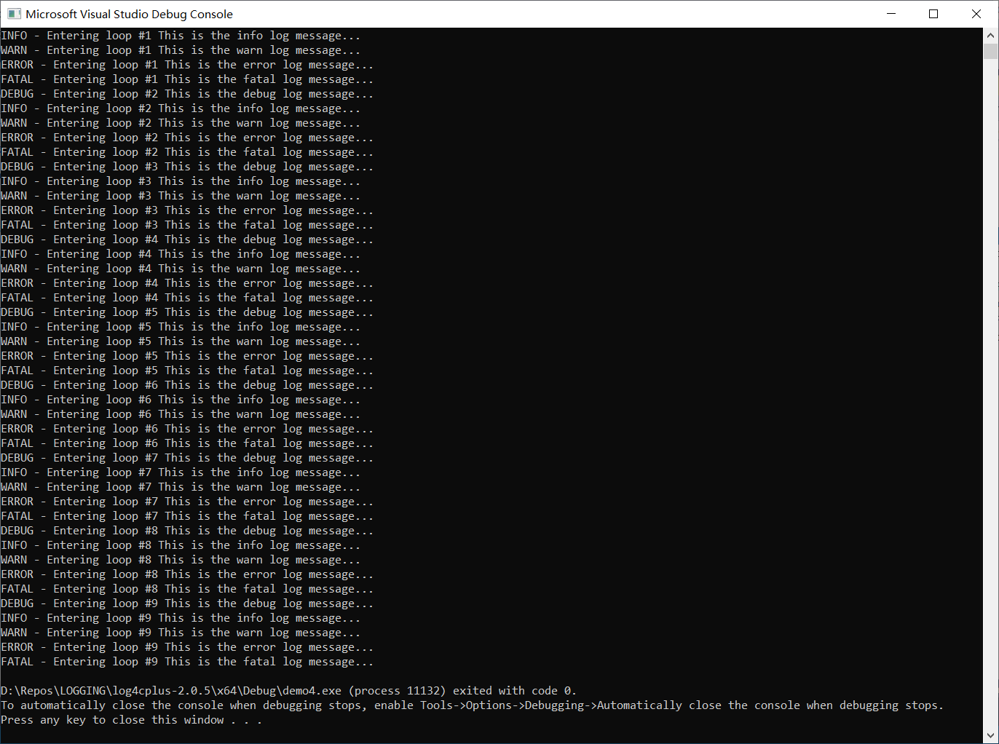 Microsoft Visual Studio Debug Console
INFO - Entering loop #1 This is the info log message...
WARN - Entering loop #1 This is the warn log message...
ERROR - Entering loop #1 This is the error log message...
FATAL - Entering loop #1 This is the fatal log message...
DEBUG - Entering loop #2 This is the debug log message...
INFO - Entering loop #2 This is the info log message...
WARN - Entering loop #2 This is the warn log message...
ERROR - Entering loop #2 This is the error log message...
FATAL - Entering loop #2 This is the fatal log message...
DEBUG - Entering loop #3 This is the debug log message...
INFO - Entering loop #3 This is the info log message...
WARN - Entering loop #3 This is the warn log message...
ERROR - Entering loop #3 This is the error log message...
FATAL - Entering loop #3 This is the fatal log message...
DEBUG - Entering loop #4 This is the debug log message...
INFO - Entering loop #4 This is the info log message...
WARN - Entering loop #4 This is the warn log message...
ERROR - Entering loop #4 This is the error log message...
FATAL - Entering loop #4 This is the fatal log message...
DEBUG - Entering loop #5 This is the debug log message...
INFO - Entering loop #5 This is the info log message...
WARN - Entering loop #5 This is the warn log message...
ERROR - Entering loop #5 This is the error log message...
FATAL - Entering loop #5 This is the fatal log message...
DEBUG - Entering loop #6 This is the debug log message...
INFO - Entering loop #6 This is the info log message...
WARN - Entering loop #6 This is the warn log message...
ERROR - Entering loop #6 This is the error log message...
FATAL - Entering loop #6 This is the fatal log message...
DEBUG - Entering loop #7 This is the debug log message...
INFO - Entering loop #7 This is the info log message...
WARN - Entering loop #7 This is the warn log message...
ERROR - Entering loop #7 This is the error log message...
FATAL - Entering loop #7 This is the fatal log message...
DEBUG - Entering loop #8 This is the debug log message...
INFO - Entering loop #8 This is the info log message...
WARN - Entering loop #8 This is the warn log message...
ERROR - Entering loop #8 This is the error log message...
FATAL - Entering loop #8 This is the fatal log message...
DEBUG - Entering loop #9 This is the debug log message...
INFO - Entering loop #9 This is the info log message...
WARN - Entering loop #9 This is the warn log message...
ERROR - Entering loop #9 This is the error log message...
FATAL - Entering loop #9 This is the fatal log message...
D:\Repos\LOGGING\log4cplus-2.0.5\x64\Debug\demo4.exe (process 11132) exited with code 0.
To automatically close the console when debugging stops, enable Tools->Options->Debugging->Automatically close the console when debugging stops.
Press any key to close this window . . .